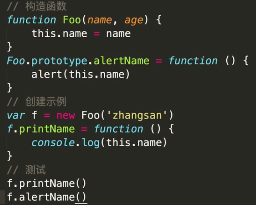 // 构造函数
function Foo(name, age) {
    this.name = name
}
Foo.prototype.alertName = function () {
    alert(this.name)
}
// 创建示例
var f = new Foo('zhangsan')
f.printName = function () {
    console.log(this.name)
}
// 测试
f.printName()
f.alertName()